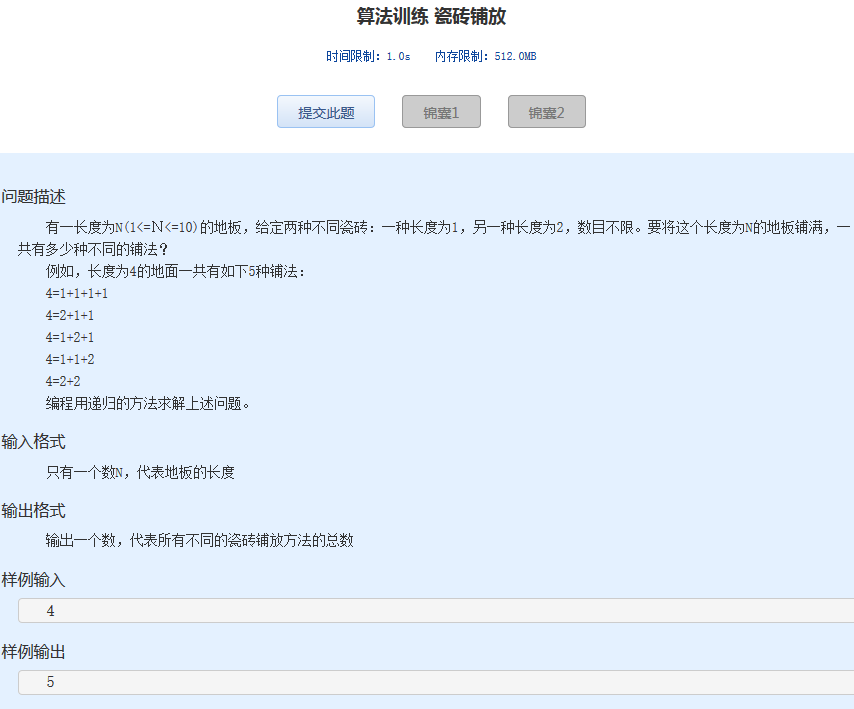 算法训练 瓷砖铺放
时间限制：1.0s 内存限制：512.0MB
提交此题 锦囊1 锦囊2
问题描述
有一长度为N(1<=N<=10)的地板，给定两种不同瓷砖：一种长度为1，另一种长度为2，数目不限。要将这个长度为N的地板铺满，一
共有多少种不同的铺法？
例如，长度为4的地面一共有如下5种铺法：
4=1+1+1+1
4=2+1+1
4=1+2+1
4=1+1+2
4=2+2
编程用递归的方法求解上述问题。
输入格式
只有一个数N，代表地板的长度
输出格式
输出一个数，代表所有不同的瓷砖铺放方法的总数
样例输入
4
样例输出
5